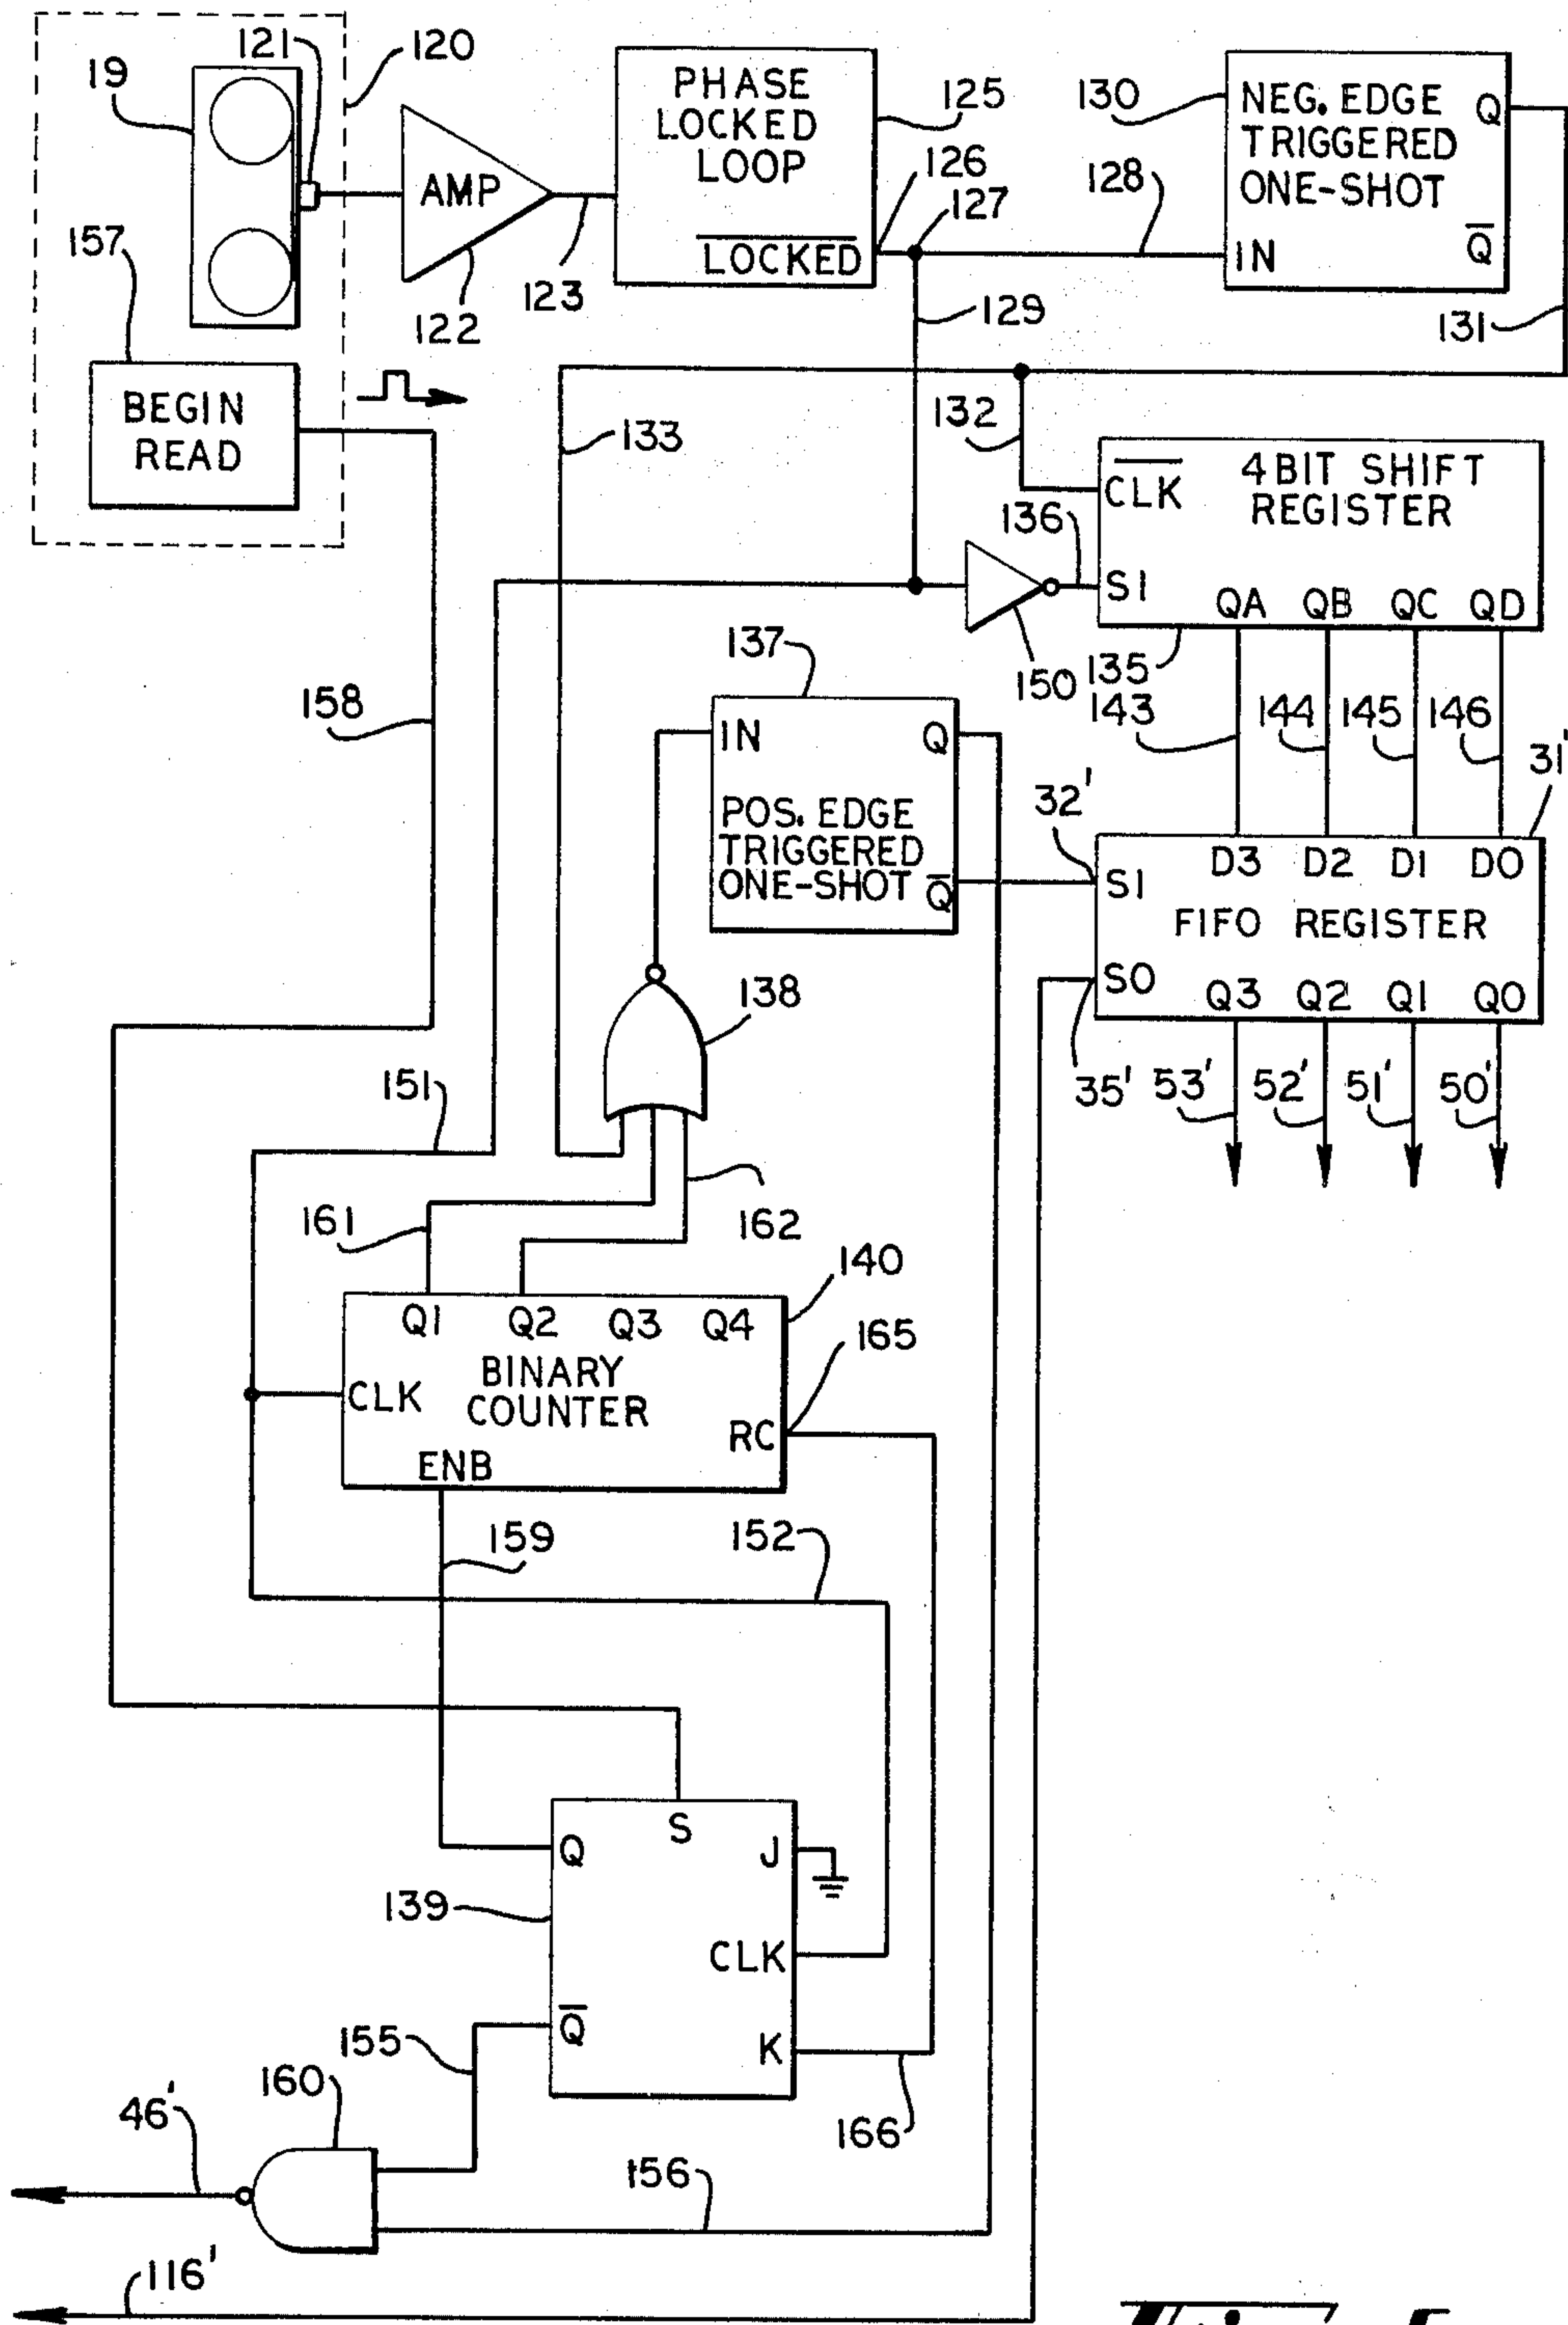 19
121
120
157
BEGIN
READ
AMP
122
123
PHASE
LOCKED
LOOP
LOCKED
125
126
127
128
129
130
NEG. EDGE
TRIGGERED
ONE-SHOT
Q
IN
Q
131
132
133
CLK
4 BIT SHIFT
REGISTER
136
SI
QA QB QC QD
135
150
137
IN
Q
POS. EDGE
TRIGGERED
ONE-SHOT
Q
158
143
144
145
146
31'
32'
SI
D3 D2 D1 D0
FIFO REGISTER
SO
Q3 Q2 Q1 Q0
35'
53'
52'
51'
50'
138
151
161
162
140
Q1 Q2 Q3 Q4
BINARY
COUNTER
CLK
RC
ENB
165
159
152
S
Q
J
139
CLK
Q
K
155
160
166
46'
156
116'